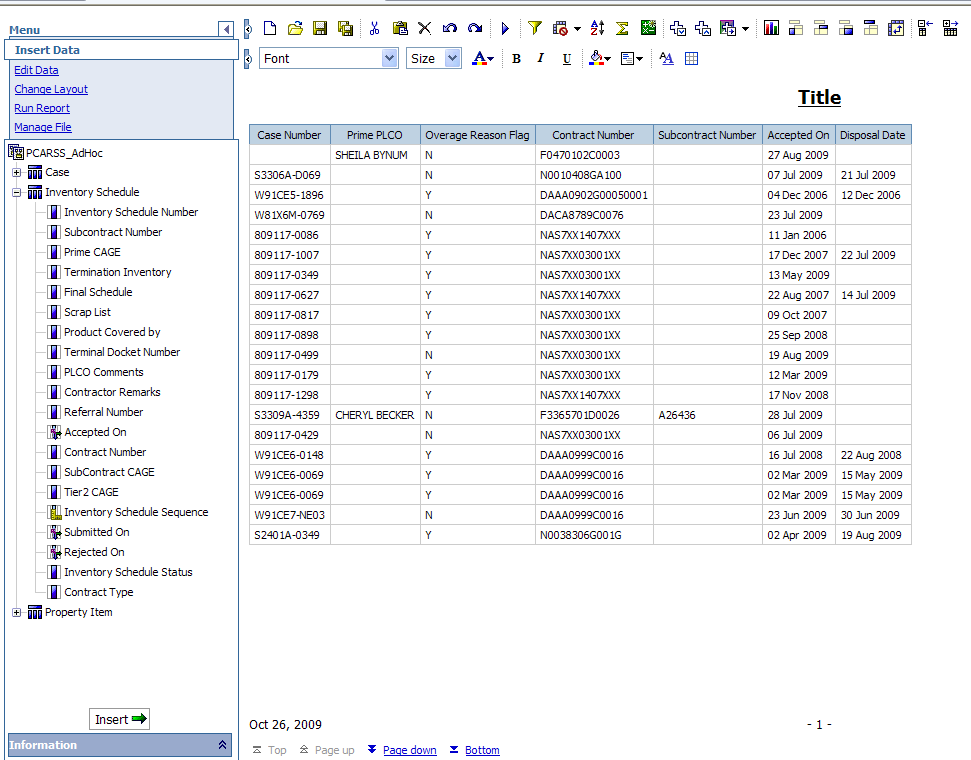 Menu
Insert Data
Edit Data
Change Layout
Run Report
Manage File
PCARSS_AdHoc
Case
Inventory Schedule
Inventory Schedule Number
Subcontract Number
Prime CAGE
Termination Inventory
Final Schedule
Scrap List
Product Covered by
Terminal Docket Number
PLCO Comments
Contractor Remarks
Referral Number
Accepted On
Contract Number
SubContract CAGE
Tier2 CAGE
Inventory Schedule Sequence
Submitted On
Rejected On
Inventory Schedule Status
Contract Type
Property Item
Insert
Information
Font Size A B I U
Title
Case Number Prime PLCO Overage Reason Flag Contract Number Subcontract Number Accepted On Disposal Date
SHEILA BYNUM N F0470102C0003 27 Aug 2009
S3306A-D069 N N0010408GA100 07 Jul 2009 21 Jul 2009
W91CE5-1896 Y DAAA0902G00050001 04 Dec 2006 12 Dec 2006
W81X6M-0769 N DACA8789C0076 23 Jul 2009
809117-0086 Y NAS7XX1407XXX 11 Jan 2006
809117-1007 Y NAS7XX03001XX 17 Dec 2007 22 Jul 2009
809117-0349 Y NAS7XX03001XX 13 May 2009
809117-0627 Y NAS7XX1407XXX 22 Aug 2007 14 Jul 2009
809117-0817 Y NAS7XX03001XX 09 Oct 2007
809117-0898 Y NAS7XX03001XX 25 Sep 2008
809117-0499 N NAS7XX03001XX 19 Aug 2009
809117-0179 Y NAS7XX03001XX 12 Mar 2009
809117-1298 Y NAS7XX1407XXX 17 Nov 2008
S3309A-4359 CHERYL BECKER N F3365701D0026 A26436 28 Jul 2009
809117-0429 N NAS7XX03001XX 06 Jul 2009
W91CE6-0148 Y DAAA0999C0016 16 Jul 2008 22 Aug 2008
W91CE6-0069 Y DAAA0999C0016 02 Mar 2009 15 May 2009
W91CE6-0069 Y DAAA0999C0016 02 Mar 2009 15 May 2009
W91CE7-NE03 N DAAA0999C0016 23 Jun 2009 30 Jun 2009
S2401A-0349 Y N0038306G001G 02 Apr 2009 19 Aug 2009
Oct 26, 2009 - 1 -
Top Page up Page down Bottom